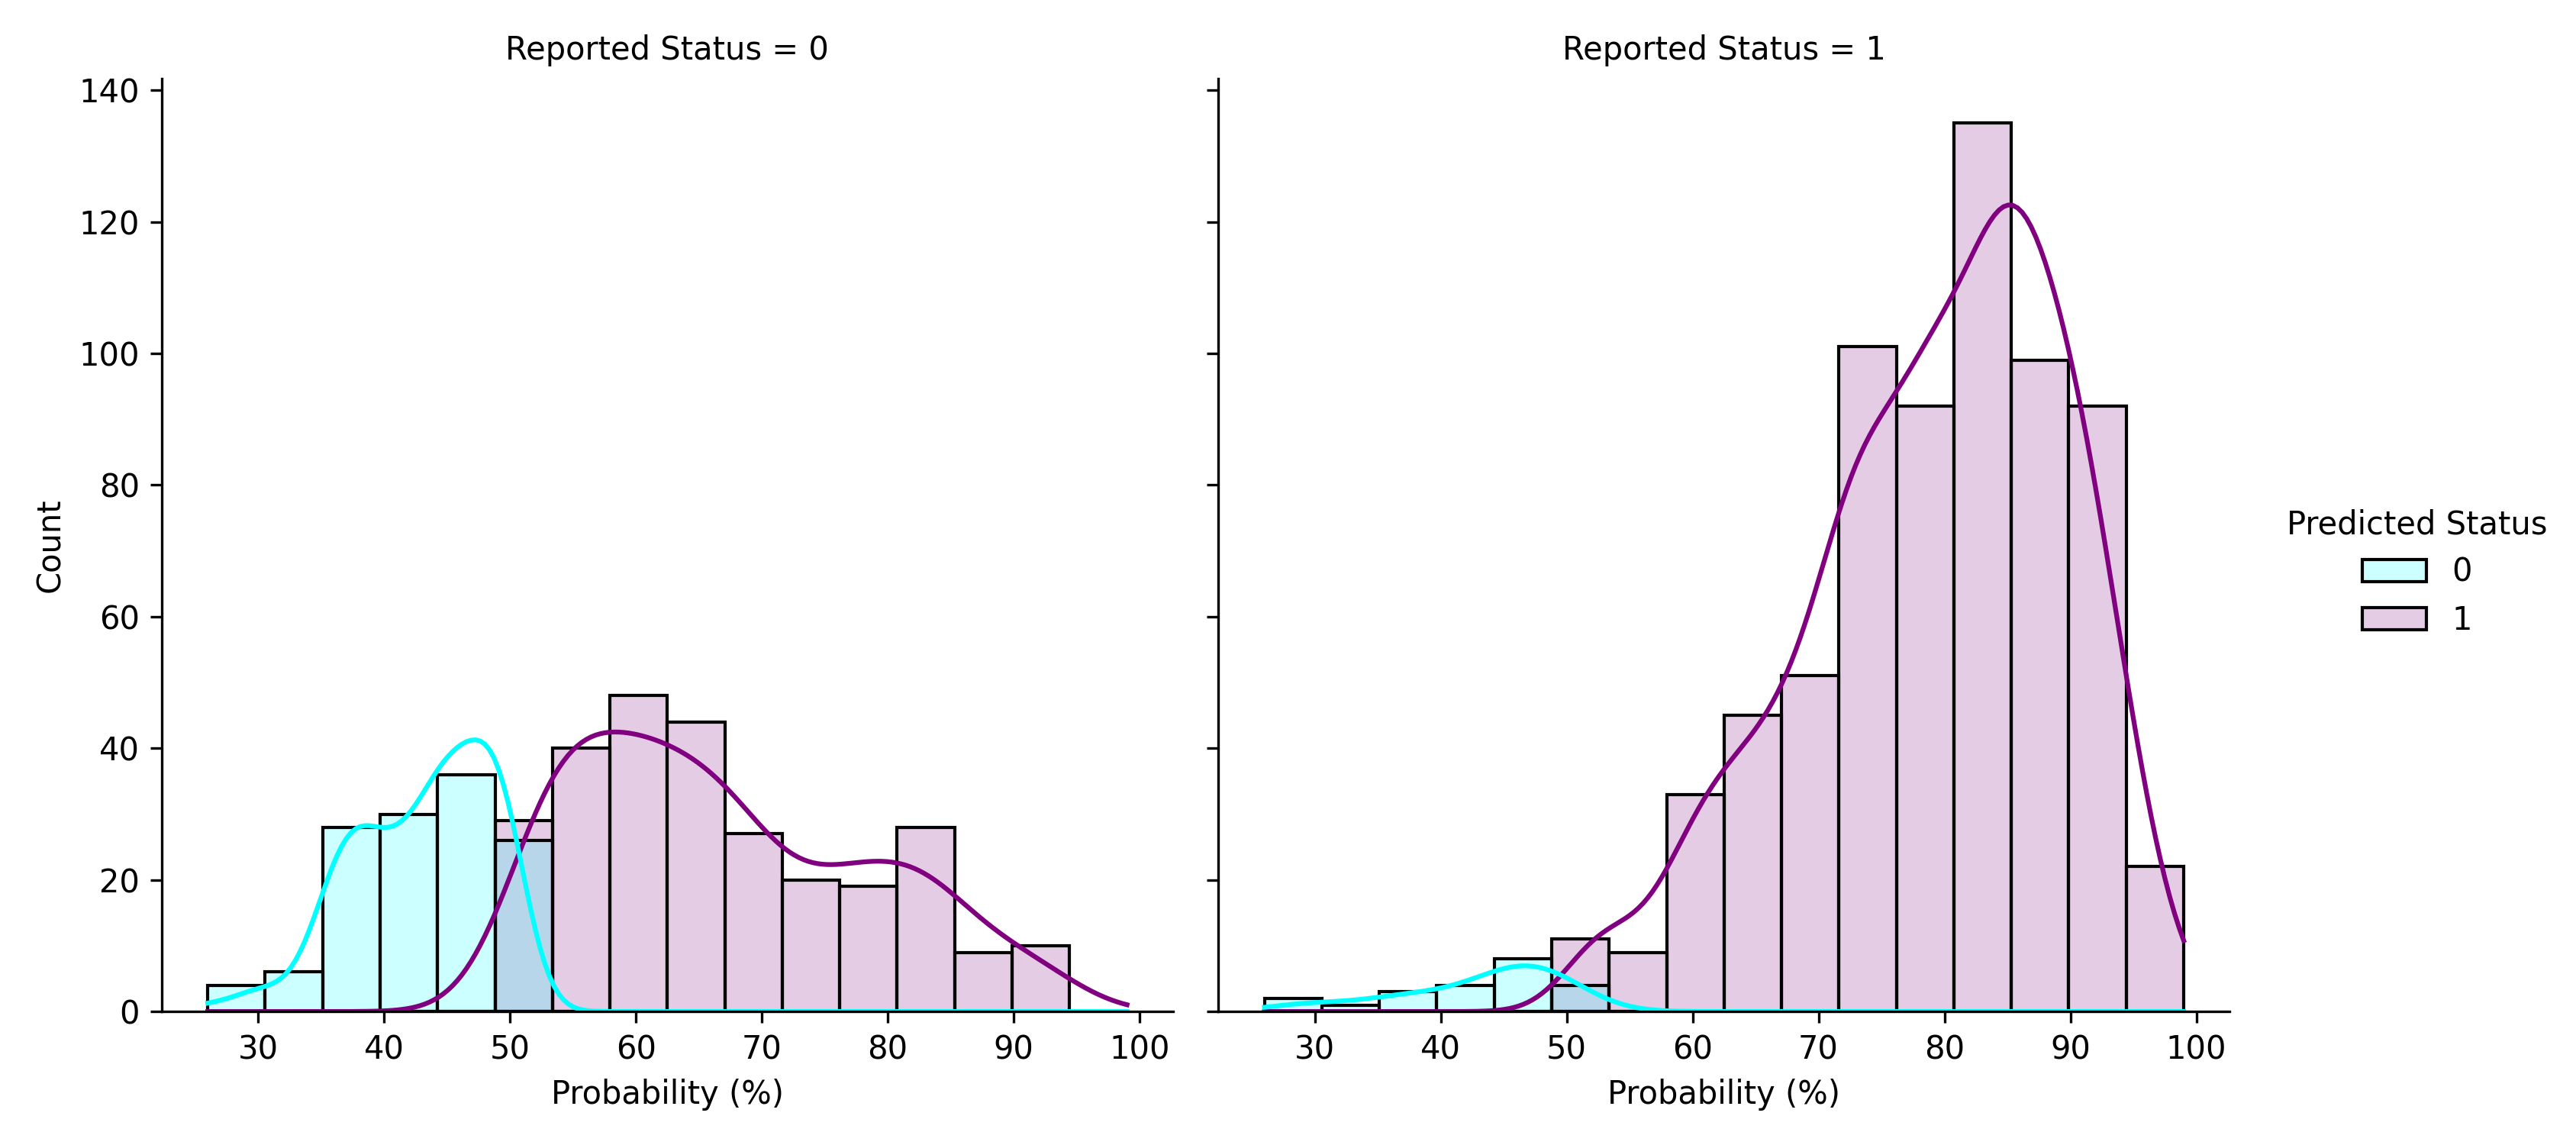 Reported Status = 0
Reported Status = 1
140
120
100
80
60
40
20
0
Count
30 40 50 60 70 80 90 100
Probability (%)
30 40 50 60 70 80 90 100
Probability (%)
Predicted Status
0
1